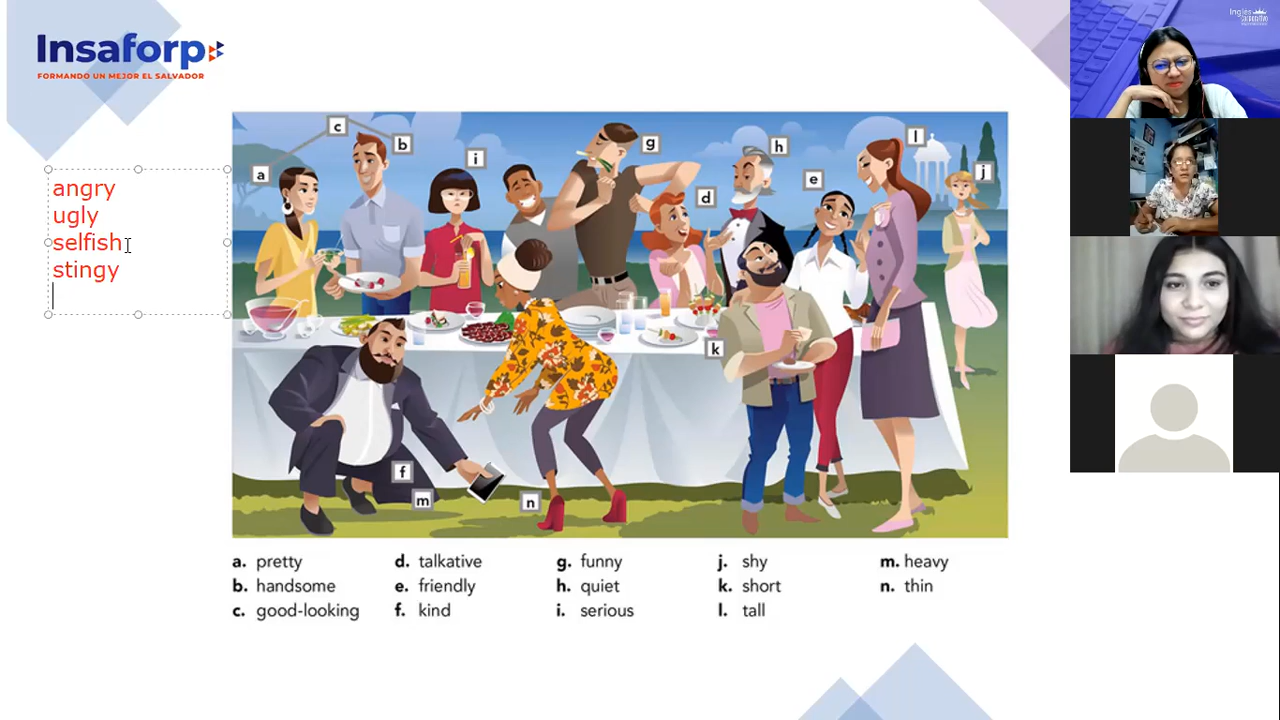 Insaforp
FORMANDO UN MEJOR EL SALVADOR
angry
ugly
selfish
stingy
a
c
b
i
g
d
h
e
l
j
k
f
m
n
a. pretty
b. handsome
c. good-looking
d. talkative
e. friendly
f. kind
g. funny
h. quiet
i. serious
j. shy
k. short
l. tall
m. heavy
n. thin
Ingles